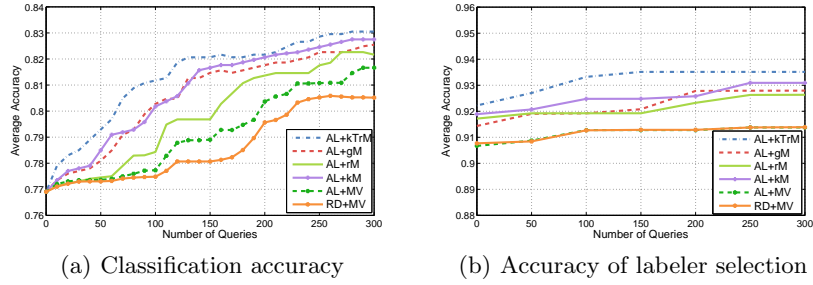 0.84
0.83
0.82
0.81
0.8
0.79
0.78
0.77
0.76
Average Accuracy
0 50 100 150 200 250 300
Number of Queries
AL+kTrM
AL+gM
AL+rM
AL+kM
AL+MV
RD+MV
(a) Classification accuracy
0.96
0.95
0.94
0.93
0.92
0.91
0.9
0.89
0.88
Average Accuracy
0 50 100 150 200 250 300
Number of Queries
AL+kTrM
AL+gM
AL+rM
AL+kM
AL+MV
RD+MV
(b) Accuracy of labeler selection